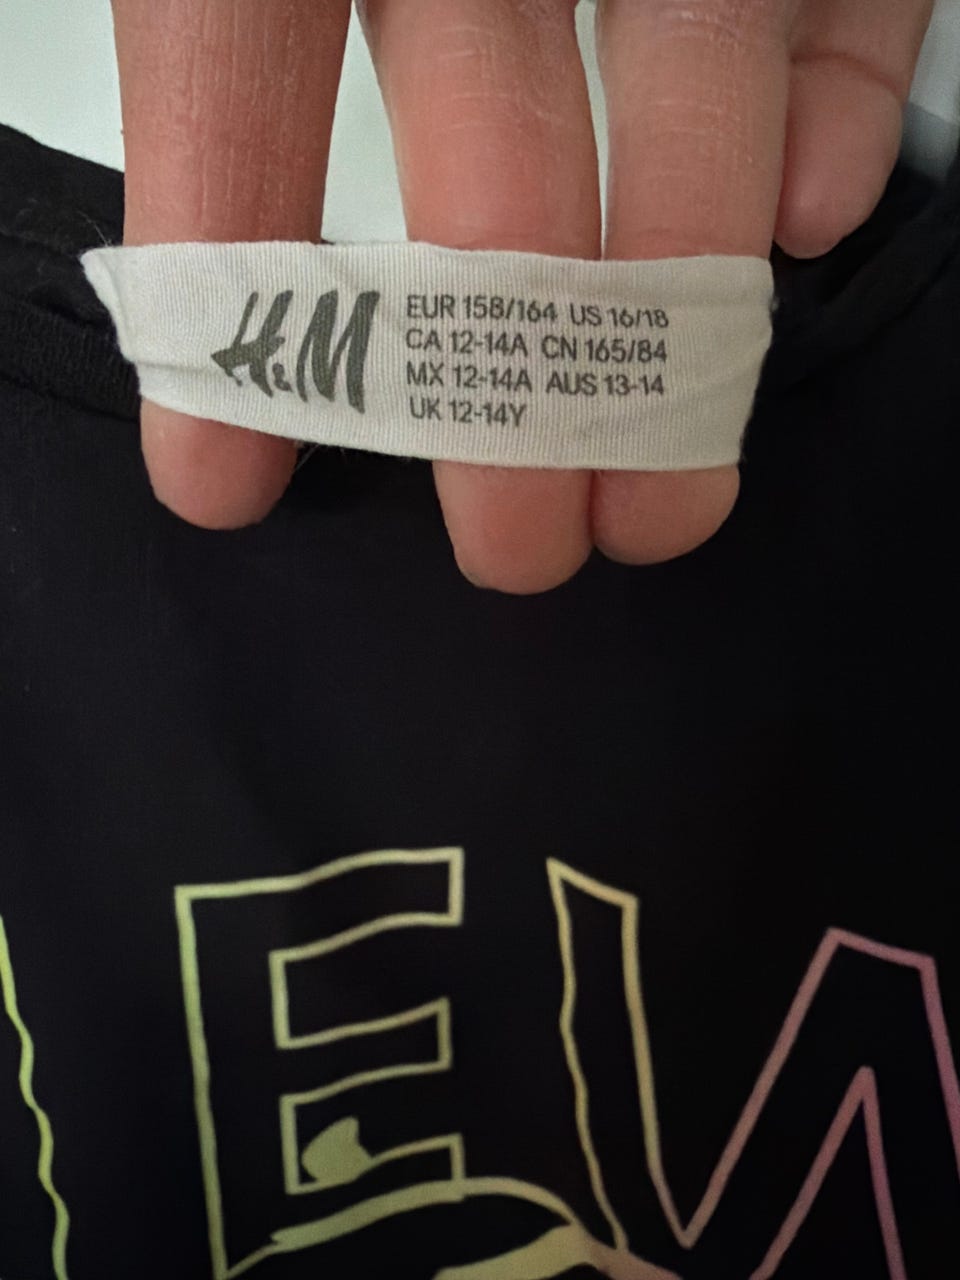 H&M
EUR 158/164 US 16/18
CA 12-14A CN 165/84
MX 12-14A AUS 13-14
UK 12-14Y
EW